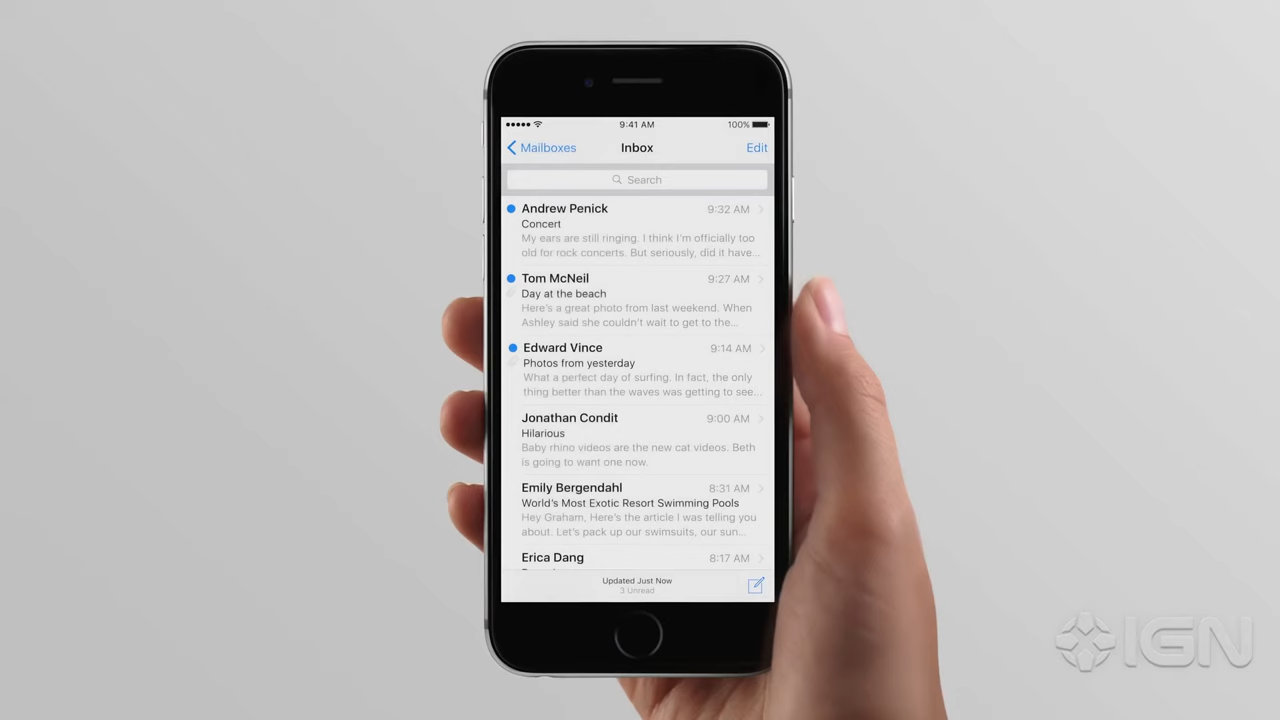 9:41 AM
100%
Mailboxes
Inbox
Edit
Search
Andrew Penick
9:32 AM
Concert
My ears are still ringing. I think I'm officially too
old for rock concerts. But seriously, did it have...
Tom McNeil
9:27 AM
Day at the beach
Here's a great photo from last weekend. When
Ashley said she couldn't wait to get to the...
Edward Vince
9:14 AM
Photos from yesterday
What a perfect day of surfing. In fact, the only
thing better than the waves was getting to see...
Jonathan Condit
9:00 AM
Hilarious
Baby rhino videos are the new cat videos. Beth
is going to want one now.
Emily Bergendahl
8:31 AM
World's Most Exotic Resort Swimming Pools
Hey Graham, Here's the article I was telling you
about. Let's pack up our swimsuits, our sun...
Erica Dang
8:17 AM
Updated Just Now
3 Unread
IGN